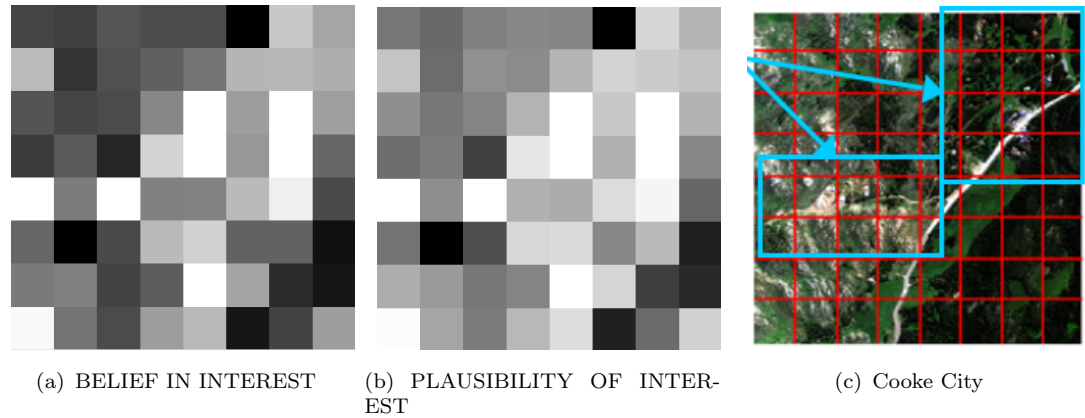 (a) BELIEF IN INTEREST
(b) PLAUSIBILITY OF INTER-
EST
(c) Cooke City